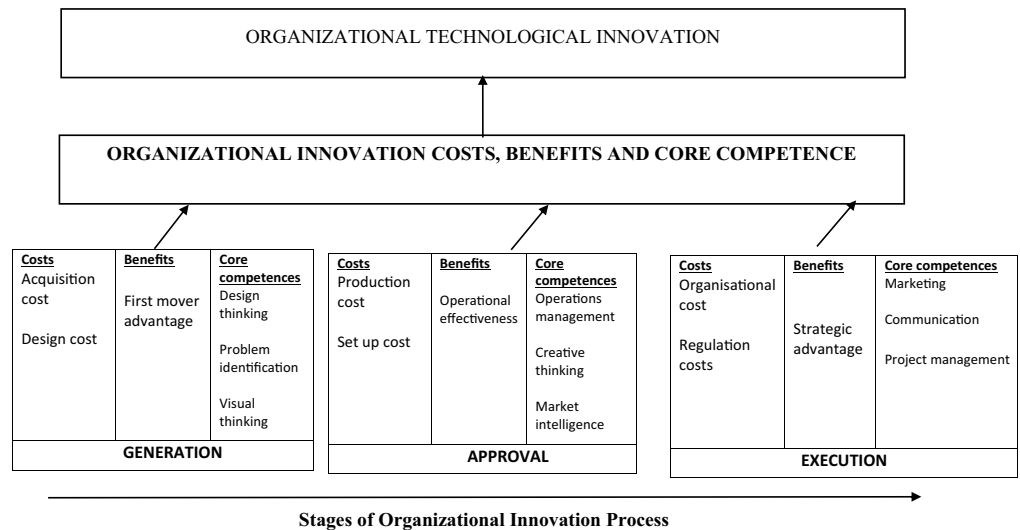 ORGANIZATIONAL TECHNOLOGICAL INNOVATION
ORGANIZATIONAL INNOVATION COSTS, BENEFITS AND CORE COMPETENCE
Costs
Acquisition
cost
Design cost
Benefits
First mover
advantage
Core
competences
Design
thinking
Problem
identification
Visual
thinking
GENERATION
Costs
Production
cost
Set up cost
Benefits
Operational
effectiveness
Core
competences
Operations
management
Creative
thinking
Market
intelligence
APPROVAL
Costs
Organisational
cost
Regulation
costs
Benefits
Strategic
advantage
Core competences
Marketing
Communication
Project management
EXECUTION
Stages of Organizational Innovation Process